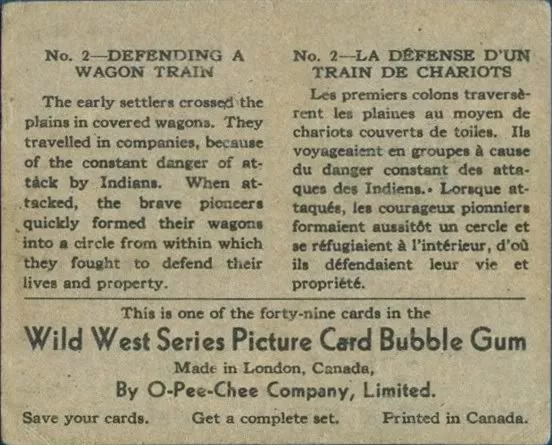 No. 2—DEFENDING A
WAGON TRAIN
The early settlers crossed the
plains in covered wagons. They
travelled in companies, because
of the constant danger of at-
tack by Indians. When at-
tacked, the brave pioneers
quickly formed their wagons
into a circle from within which
they fought to defend their
lives and property.
No. 2—LA DÉFENSE D'UN
TRAIN DE CHARIOTS
Les premiers colons traversè-
rent les plaines au moyen de
chariots couverts de toiles. Ils
voyageaient en groupes à cause
du danger constant des atta-
ques des Indiens. Lorsque at-
taqués, les courageux pionniers
formaient aussitôt un cercle et
se réfugiaient à l'intérieur, d'où
ils défendaient leur vie et
propriété.
This is one of the forty-nine cards in the
Wild West Series Picture Card Bubble Gum
Made in London, Canada,
By O-Pee-Chee Company, Limited.
Save your cards. Get a complete set. Printed in Canada.